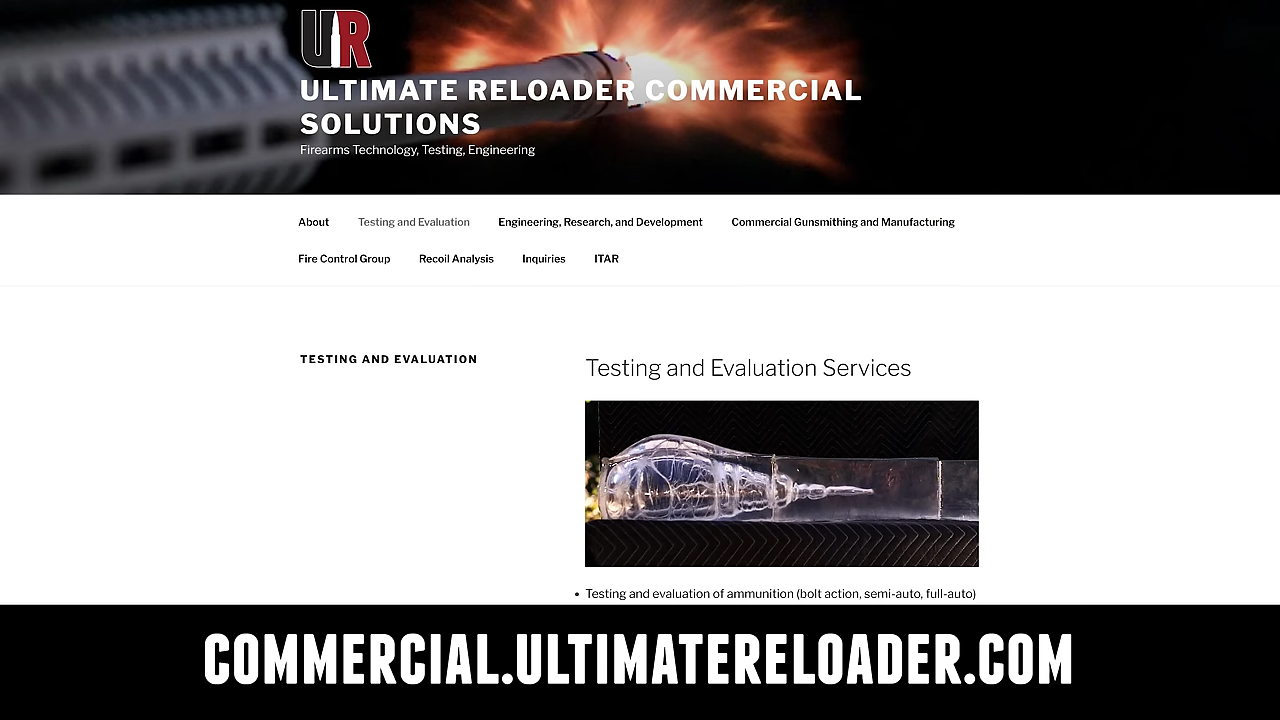 UR
ULTIMATE RELOADER COMMERCIAL
SOLUTIONS
Firearms Technology, Testing, Engineering
About Testing and Evaluation Engineering, Research, and Development Commercial Gunsmithing and Manufacturing
Fire Control Group Recoil Analysis Inquiries ITAR
TESTING AND EVALUATION
Testing and Evaluation Services
• Testing and evaluation of ammunition (bolt action, semi-auto, full-auto)
COMMERCIAL.ULTIMATERELOADER.COM